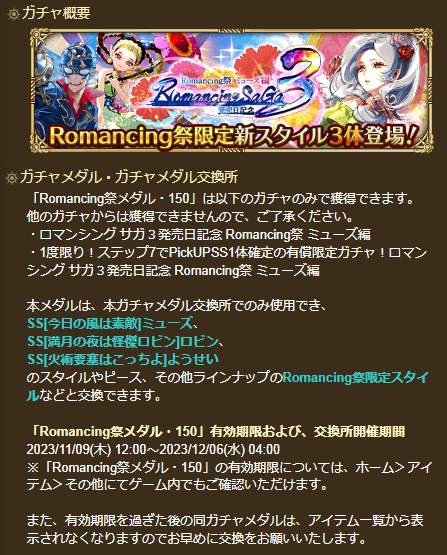 ガチャ概要
Romancing祭 ミューズ編
Romancing SaGa 3
発売日記念
Romancing祭限定新スタイル3体登場!
ガチャメダル・ガチャメダル交換所
「Romancing祭メダル・150」は以下のガチャのみで獲得できます。
他のガチャからは獲得できませんので、ご了承ください。
・ロマンシング サガ３発売日記念 Romancing祭 ミューズ編
・1度限り！ステップ7でPickUPSS1体確定の有償限定ガチャ！ロマン
シング サガ３発売日記念 Romancing祭 ミューズ編
本メダルは、本ガチャメダル交換所でのみ使用でき、
SS[今日の風は素敵]ミューズ、
SS[満月の夜は怪傑ロビン]ロビン、
SS[火術要塞はこっちよ]ようせい
のスタイルやピース、その他ラインナップのRomancing祭限定スタイ
ルなどと交換できます。
「Romancing祭メダル・150」有効期限および、交換所開催期間
2023/11/09(木) 12:00～2023/12/06(水) 04:00
※「Romancing祭メダル・150」の有効期限については、ホーム＞アイ
テム＞その他にてゲーム内でもご確認いただけます。
また、有効期限を過ぎた後の同ガチャメダルは、アイテム一覧から表
示されなくなりますのでお早めに交換をお願いいたします。